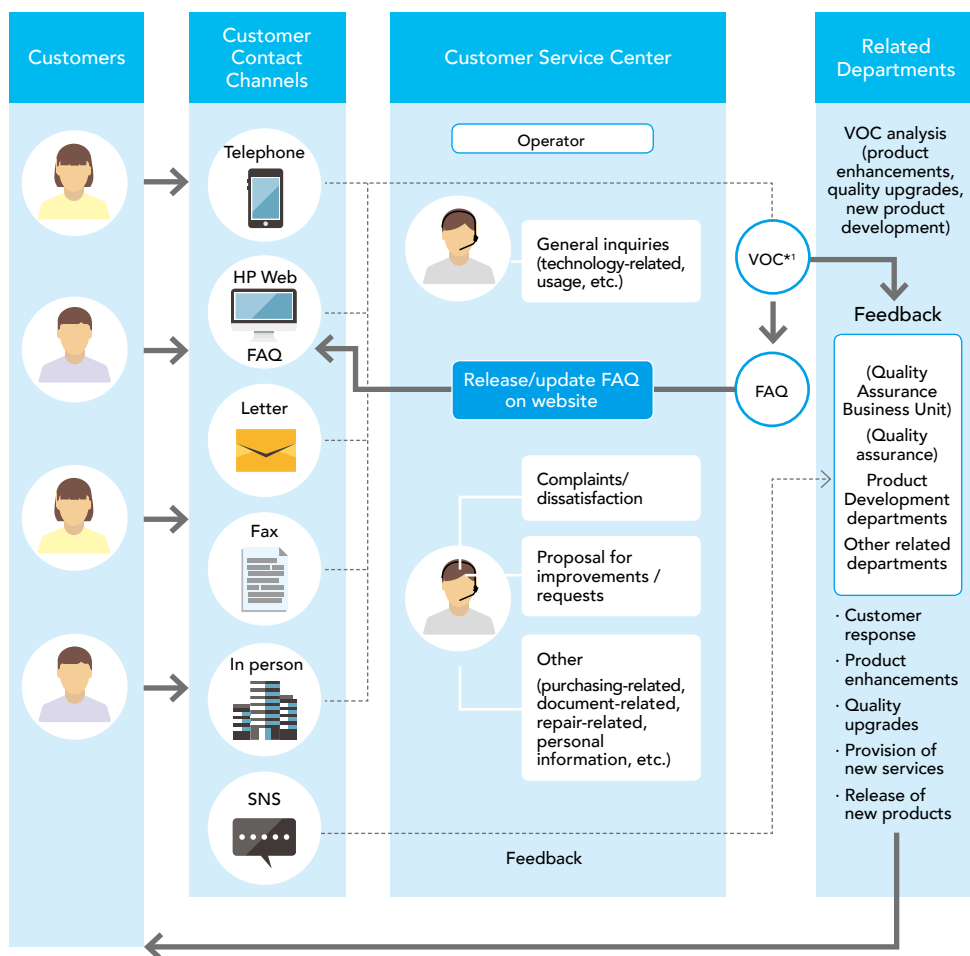 Customers
Customer
Contact
Channels
Customer Service Center
Related
Departments
Telephone
HP Web
FAQ
Letter
Fax
In person
SNS
Operator
General inquiries
(technology-related,
usage, etc.)
Release/update FAQ
on website
Complaints/
dissatisfaction
Proposal for
improvements /
requests
Other
(purchasing-related,
document-related,
repair-related,
personal
information, etc.)
Feedback
VOC*1
FAQ
VOC analysis
(product
enhancements,
quality upgrades,
new product
development)
Feedback
(Quality
Assurance
Business Unit)
(Quality
assurance)
Product
Development
departments
Other related
departments
· Customer
response
· Product
enhancements
· Quality
upgrades
· Provision of
new services
· Release of
new products